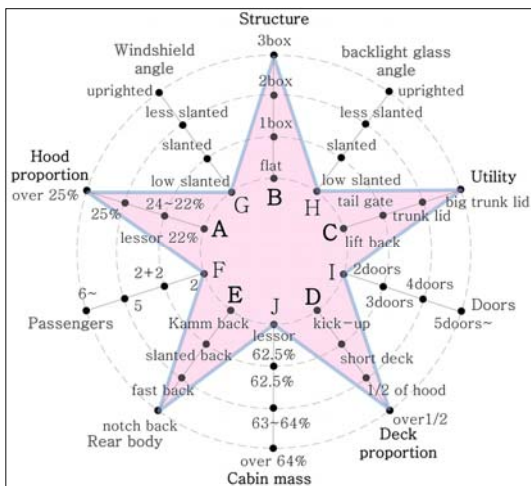 Structure
3box
Windshield
angle
backlight glass
angle
uprighted
2box
uprighted
less slanted
less slanted
1box
slanted
slanted
Hood
proportion
flat
Utility
over 25%
low slanted
low slanted
big trunk lid
25%
24~22%
G
B
H
tail gate
trunk lid
lessor 22%
A
C
lift back
F
I
2doors
2+2
2
4doors
6~
5
E
J
D
3doors
Doors
Passengers
Kamm back
lessor
kick-up
5doors~
slanted back
62.5%
short deck
fast back
62.5%
1/2 of hood
notch back
63~64%
over1/2
Rear body
Deck
proportion
over 64%
Cabin mass